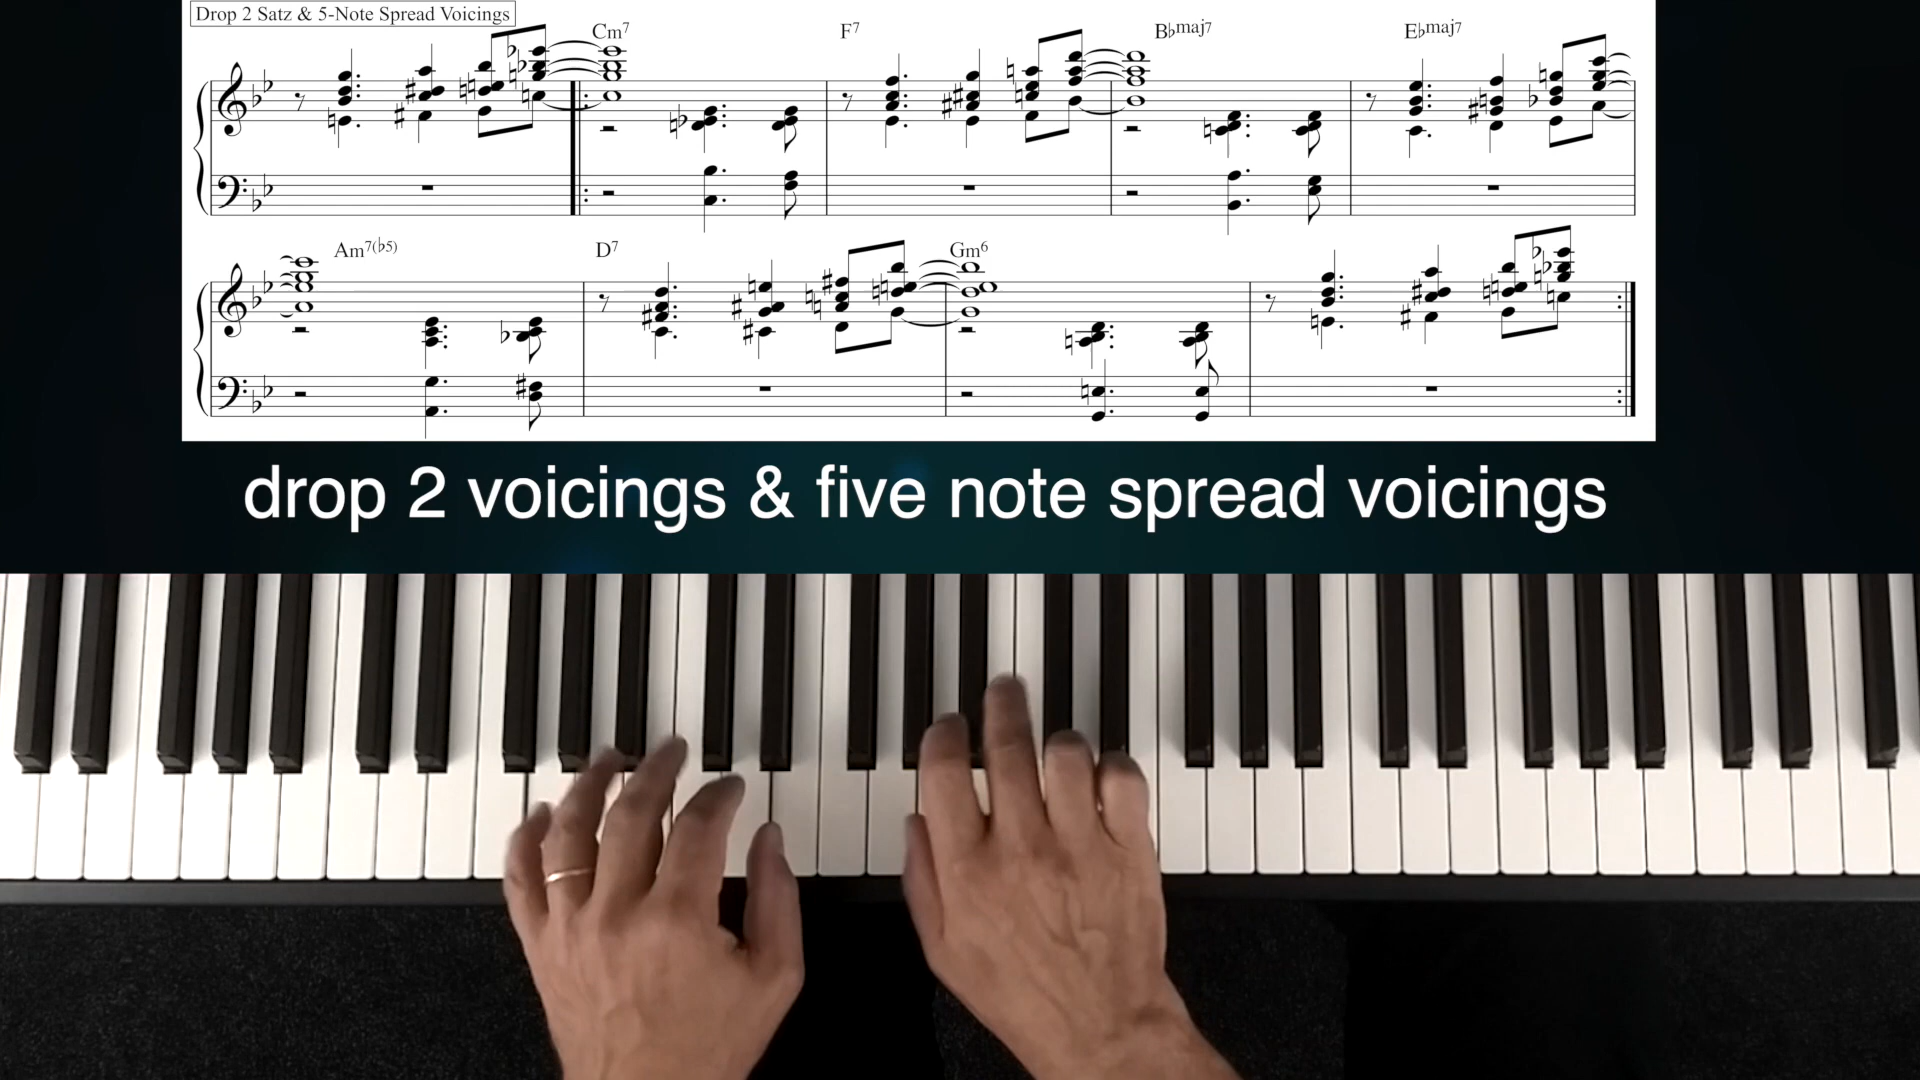 Drop 2 Satz & 5-Note Spread Voicings
Cm7 F7 B♭maj7 E♭maj7
Am7(♭5) D7 Gm6
drop 2 voicings & five note spread voicings